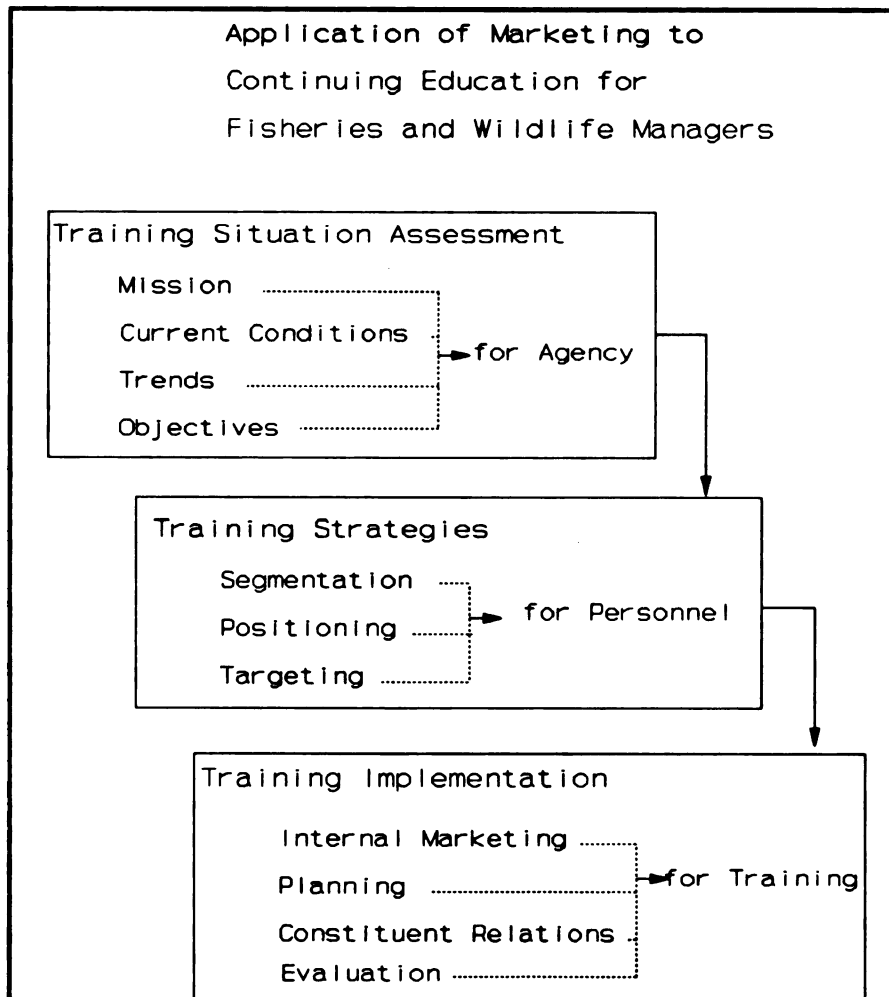 Application of Marketing to
Continuing Education for
Fisheries and Wildlife Managers
Training Situation Assessment
Mission
Current Conditions
Trends
Objectives
for Agency
Training Strategies
Segmentation
Positioning
Targeting
for Personnel
Training Implementation
Internal Marketing
Planning
Constituent Relations
Evaluation
for Training